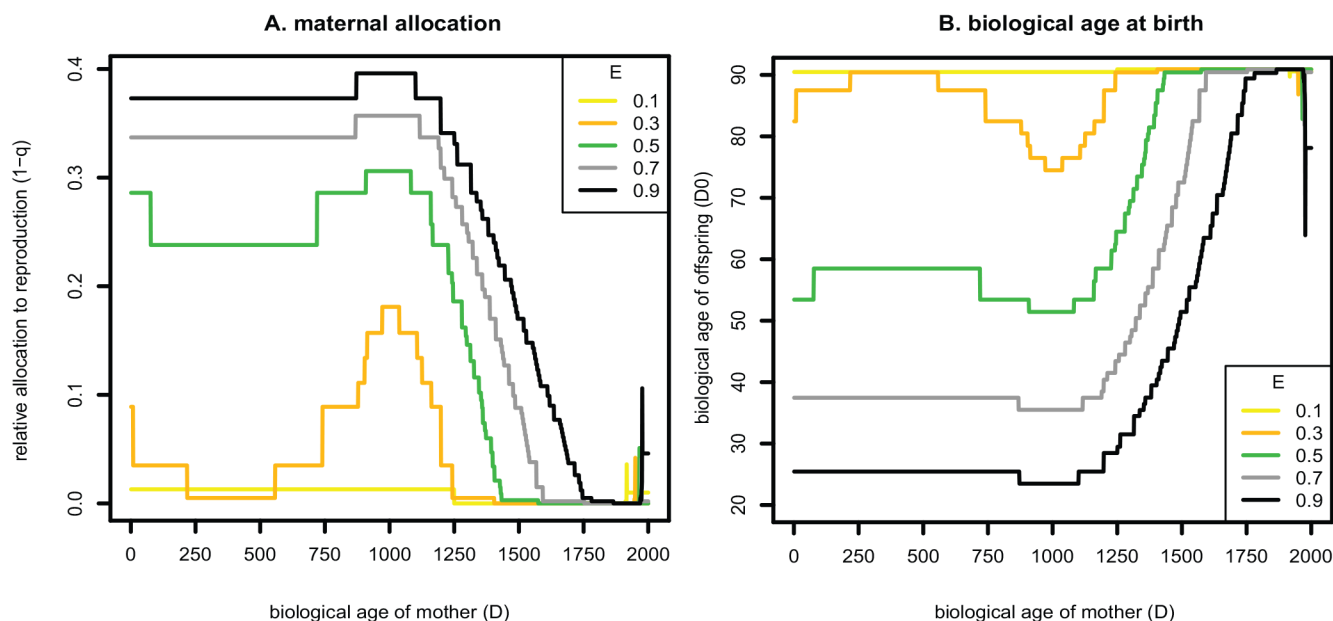 A. maternal allocation
relative allocation to reproduction (1−q)
0.4
0.3
0.2
0.1
0.0
E
0.1
0.3
0.5
0.7
0.9
0 250 500 750 1000 1250 1500 1750 2000
biological age of mother (D)
B. biological age at birth
biological age of offspring (D0)
90
80
70
60
50
40
30
20
E
0.1
0.3
0.5
0.7
0.9
0 250 500 750 1000 1250 1500 1750 2000
biological age of mother (D)